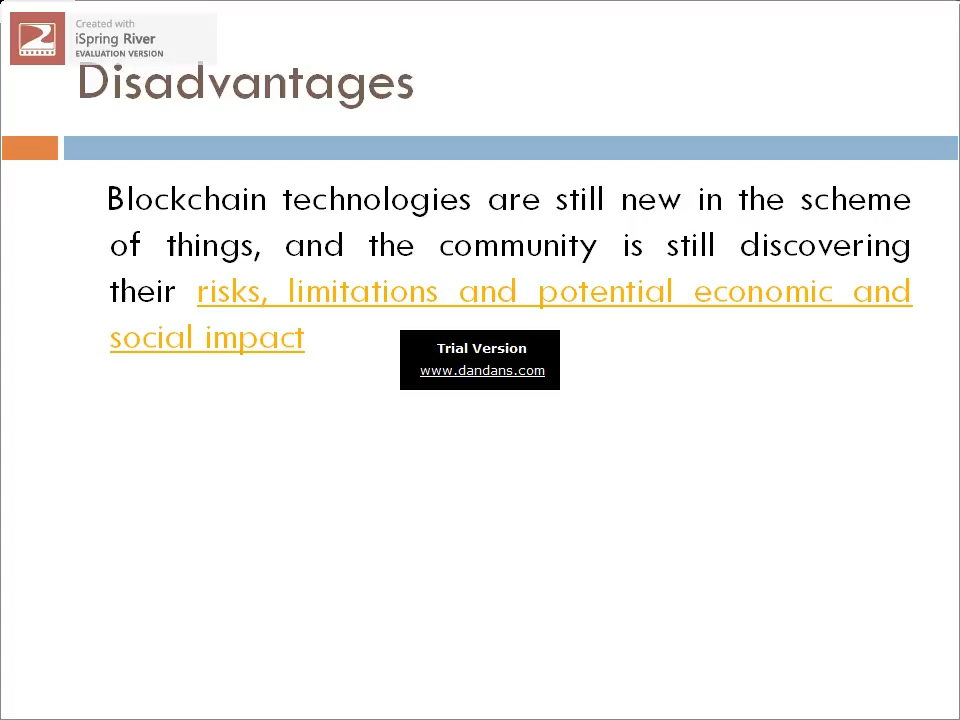 Created with
iSpring River
EVALUATION VERSION
Disadvantages
Blockchain technologies are still new in the scheme
of things, and the community is still discovering
their risks, limitations and potential economic and
social impact
Trial Version
www.dandans.com